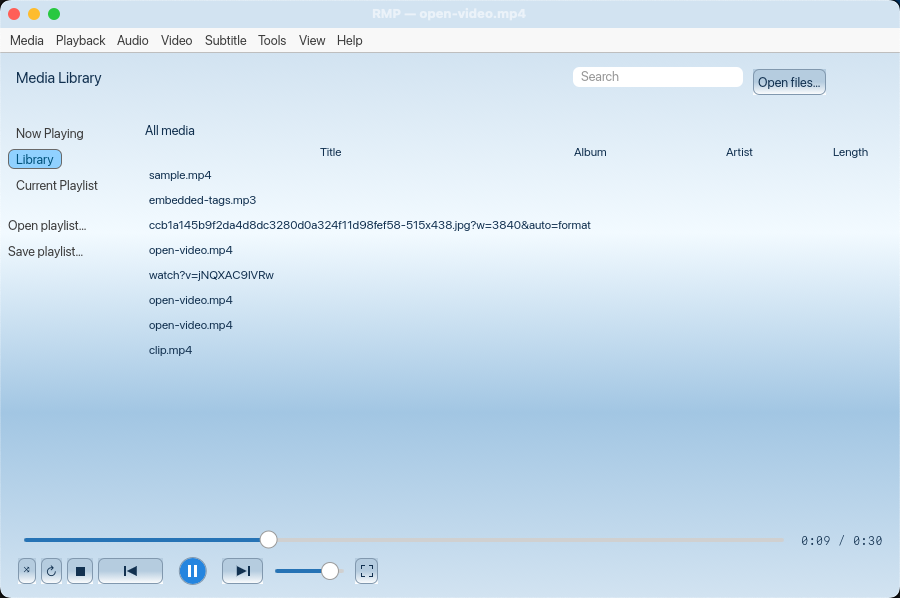 RMP — open-video.mp4
Media Playback Audio Video Subtitle Tools View Help
Media Library
Search
Open files...
Now Playing
Library
Current Playlist
Open playlist...
Save playlist...
All media
Title Album Artist Length
sample.mp4
embedded-tags.mp3
ccb1a145b9f2da4d8dc3280d0a324f11d98fef58-515x438.jpg?w=3840&auto=format
open-video.mp4
watch?v=jNQXAC9IVRw
open-video.mp4
open-video.mp4
clip.mp4
0:09 / 0:30